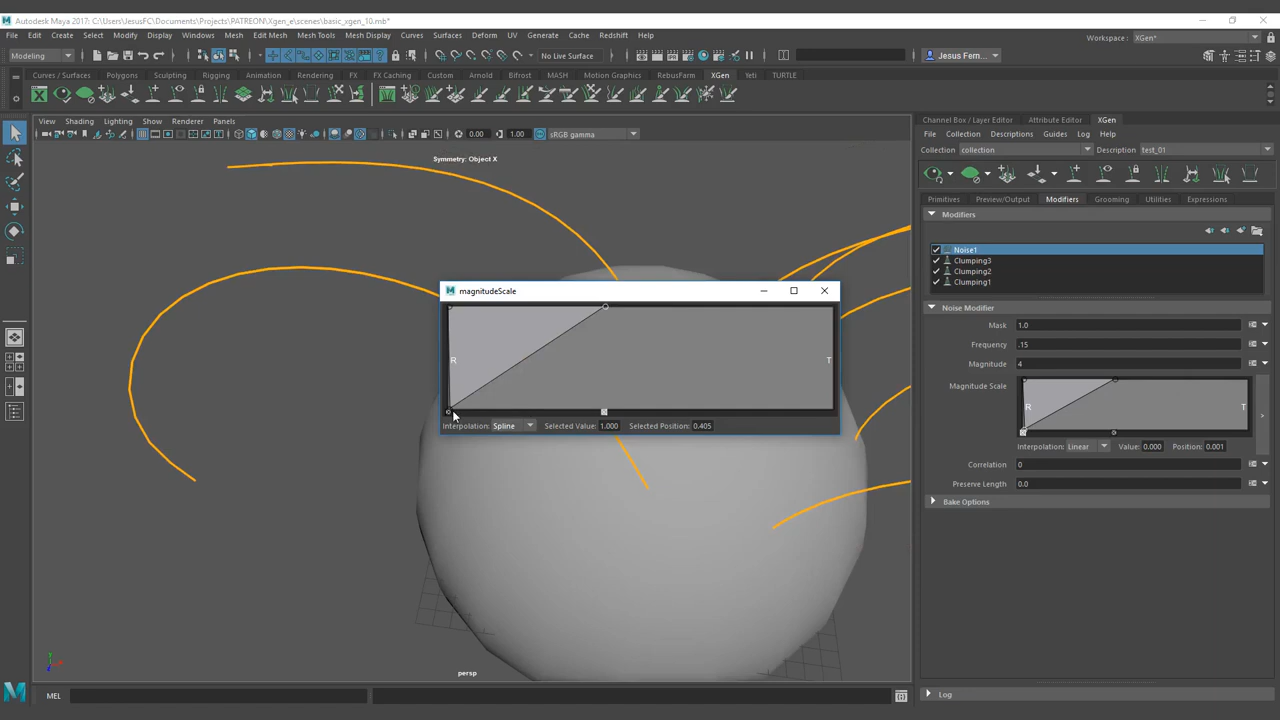 Autodesk Maya 2017: C:\Users\JesusFC\Documents\Projects\PATREON\Xgen_e\scenes\basic_xgen_10.mb*
File Edit Create Select Modify Display Windows Mesh Edit Mesh Mesh Tools Mesh Display Curves Surfaces Deform UV Generate Cache Redshift Help
Workspace : XGen*
Modeling No Live Surface Jesus Fern...
Curves / Surfaces Polygons Sculpting Rigging Animation Rendering FX FX Caching Custom Arnold Bifrost MASH Motion Graphics RebusFarm XGen Yeti TURTLE
View Shading Lighting Show Renderer Panels
0.00 1.00 sRGB gamma
Symmetry: Object X
magnitudeScale
R T
Interpolation: Spline Selected Value: 1.000 Selected Position: 0.405
persp
MEL
Channel Box / Layer Editor Attribute Editor XGen
File Collection Descriptions Guides Log Help
Collection collection Description test_01
Primitives Preview/Output Modifiers Grooming Utilities Expressions
Modifiers
Noise1
Clumping3
Clumping2
Clumping1
Noise Modifier
Mask 1.0
Frequency .15
Magnitude 4
Magnitude Scale R T >
Interpolation: Linear Value: 0.000 Position: 0.001
Correlation 0
Preserve Length 0.0
Bake Options
Log